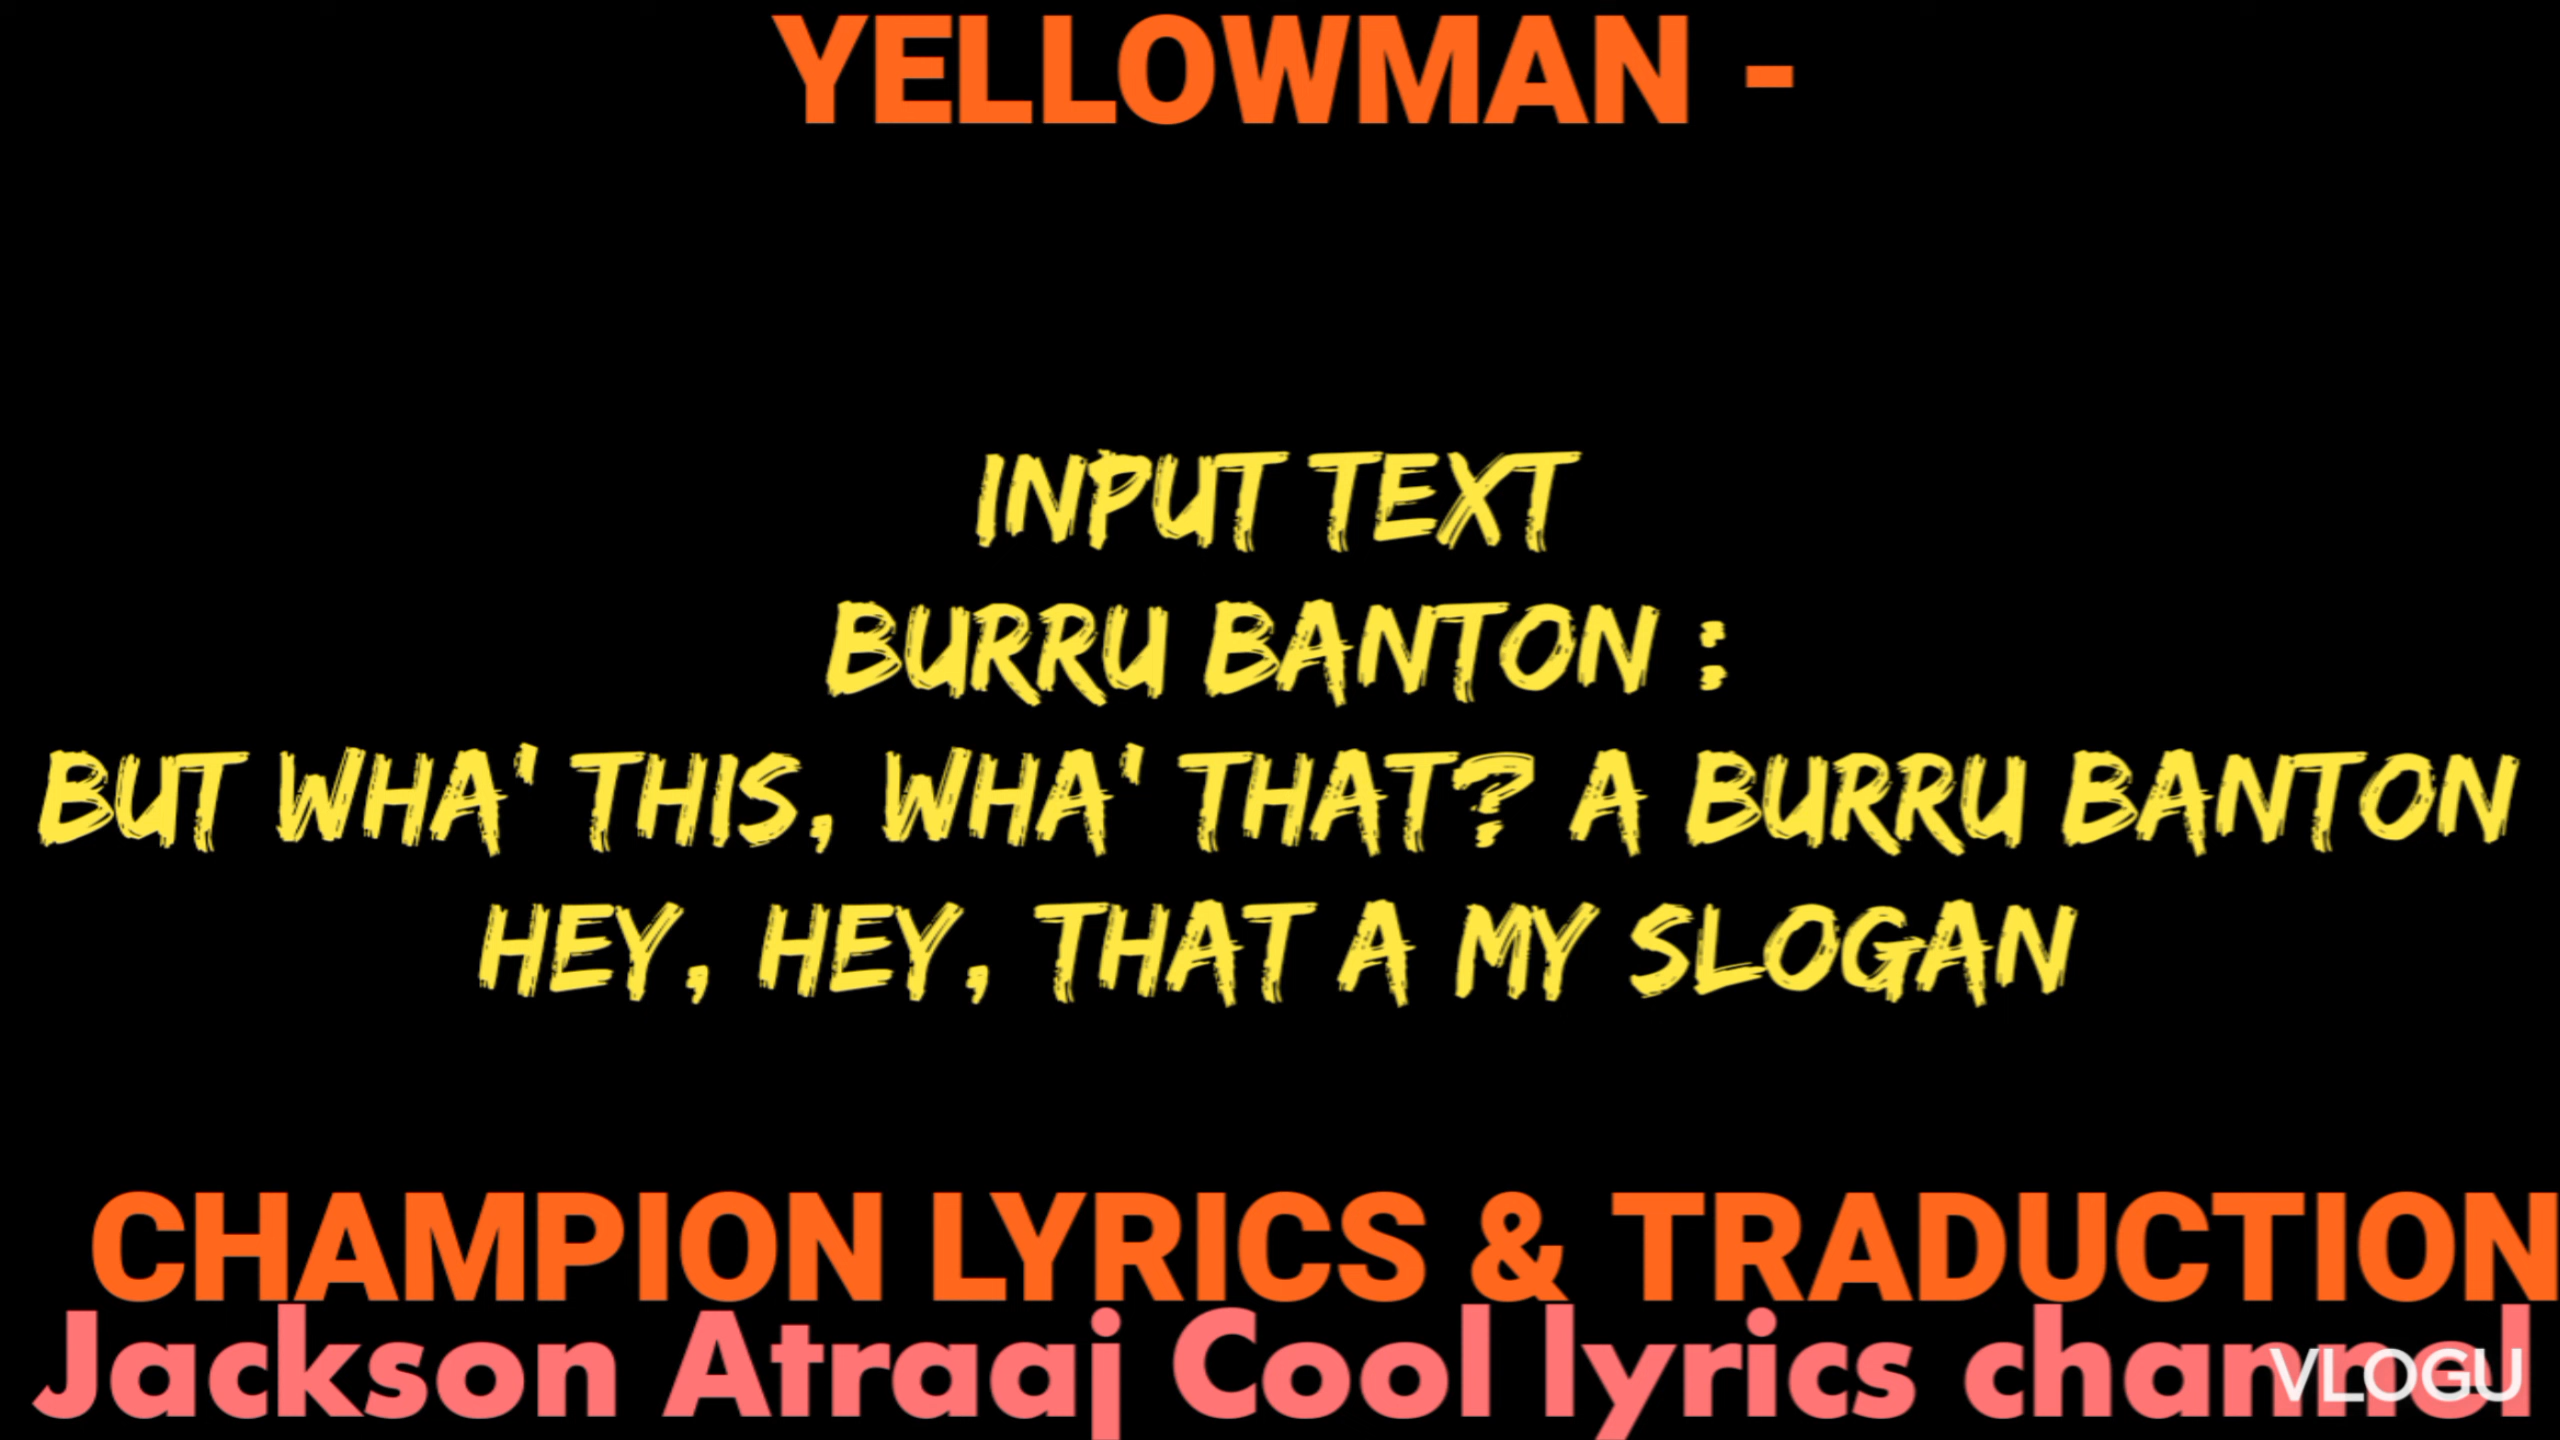 YELLOWMAN -
INPUT TEXT
BURRU BANTON :
BUT WHA' THIS, WHA' THAT? A BURRU BANTON
HEY, HEY, THAT A MY SLOGAN
CHAMPION LYRICS & TRADUCTION
Jackson Atraaj Cool lyrics channel
VLOGU